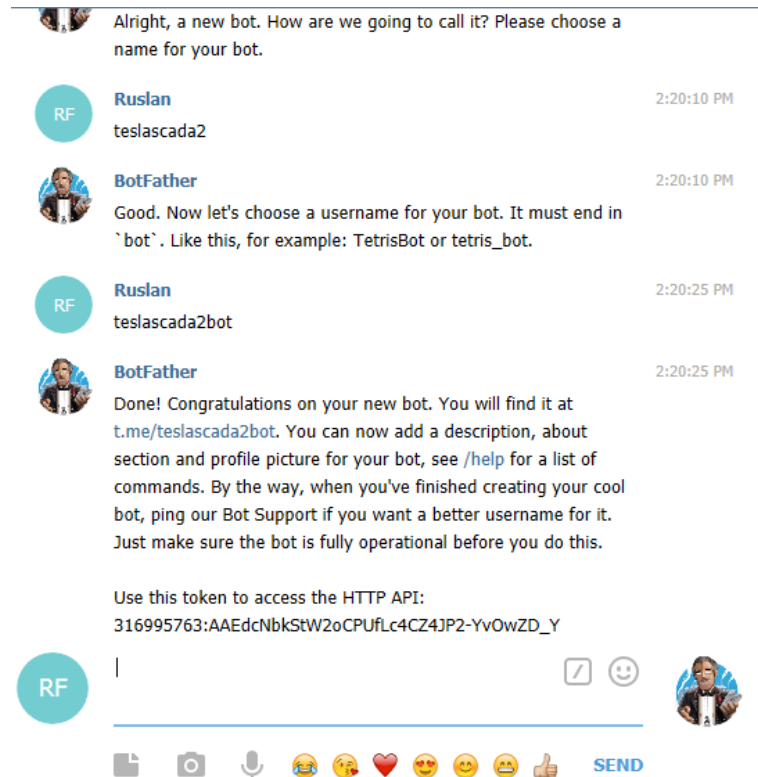 Alright, a new bot. How are we going to call it? Please choose a
name for your bot.
RF
Ruslan
2:20:10 PM
teslascada2
BotFather
2:20:10 PM
Good. Now let's choose a username for your bot. It must end in
`bot`. Like this, for example: TetrisBot or tetris_bot.
RF
Ruslan
2:20:25 PM
teslascada2bot
BotFather
2:20:25 PM
Done! Congratulations on your new bot. You will find it at
t.me/teslascada2bot. You can now add a description, about
section and profile picture for your bot, see /help for a list of
commands. By the way, when you've finished creating your cool
bot, ping our Bot Support if you want a better username for it.
Just make sure the bot is fully operational before you do this.
Use this token to access the HTTP API:
316995763:AAEdcNbkStW2oCPUfLc4CZ4JP2-YvOwZD_Y
RF
SEND